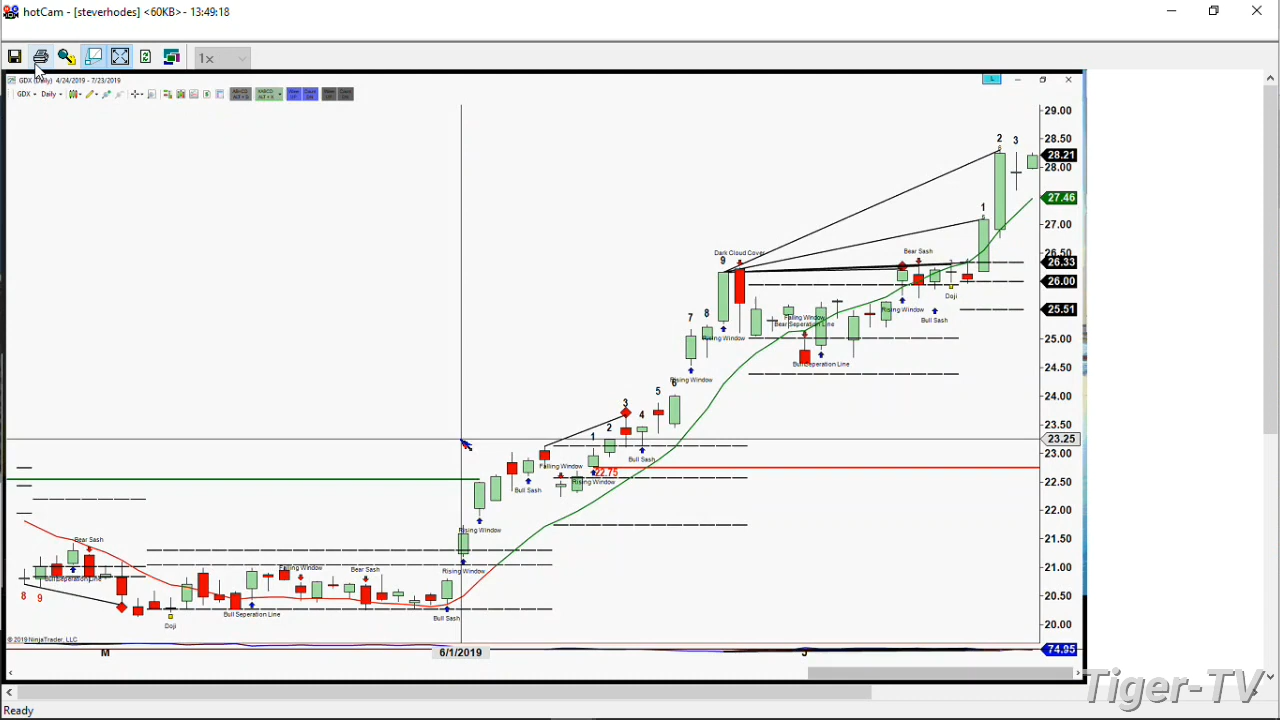 hotCam - [steverhodes] <60KB> - 13:49:18
1x
GDX (Daily) 4/24/2019 - 7/23/2019
GDX Daily
29.00
2 3
28.50
28.21
28.00
27.46
1
27.00
Dark Cloud Cover
Bear Sash
26.50
9
26.33
26.00
Doji
Rising Window
25.51
7 8
Falling Window
Bull Sash
Bear Seperation Line
Rising Window
25.00
Bull Seperation Line
24.50
Rising Window
6
5
24.00
3
4
23.50
1 2
23.25
Bull Sash
23.00
Falling Window
22.75
Rising Window
Bull Sash
22.50
22.00
Rising Window
21.50
Bear Sash
Falling Window
Bear Sash
Rising Window
21.00
Bull Seperation Line
8 9
20.50
Bull Seperation Line
Bull Sash
Doji
20.00
© 2019 NinjaTrader, LLC
M
6/1/2019
J
74.95
Tiger-TV
Ready